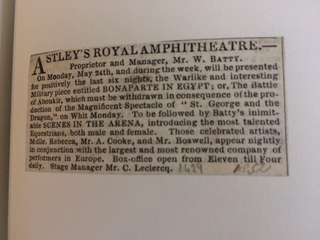 ASTLEY'S ROYAL AMPHITHEATRE.—
Proprietor and Manager, Mr. W. BATTY.
On Monday, May 24th, and during the week, will be presented
for positively the last six nights, the Warlike and interesting
Military piece entitled BONAPARTE IN EGYPT; or, The Battle
of Aboukir, which must be withdrawn in consequence of the pro-
duction of the Magnificent Spectacle of "St. George and the
Dragon," on Whit Monday. To be followed by Batty's inimit-
able SCENES IN THE ARENA, introducing the most talented
Equestrians, both male and female. Those celebrated artists,
Mdlle. Rebecca, Mr. A. Cooke, and Mr. Boswell, appear nightly
in conjunction with the largest and most renowned company of
performers in Europe. Box-office open from Eleven till Four
daily. Stage Manager Mr. C. Leclercq.